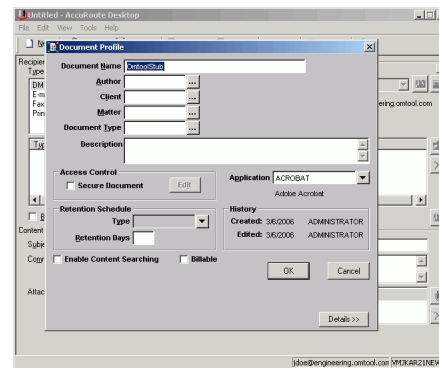 Untitled - AccuRoute Desktop
File Edit View Tools Help
Document Profile
Document Name OmtoolStub
Author ...
Client ...
Matter ...
Document Type ...
Description
Access Control
Secure Document Edit
Application ACROBAT
Adobe Acrobat
Retention Schedule
Type
Retention Days
History
Created: 3/6/2006 ADMINISTRATOR
Edited: 3/6/2006 ADMINISTRATOR
Enable Content Searching Billable
OK Cancel
Details >>
Recipien
Type
DM
E-m
Fax
Prin
ering.omtool.com
Typ
B
Content
Subje
Attac
jdoe@engineering.omtool.com VMJKAR21NEW